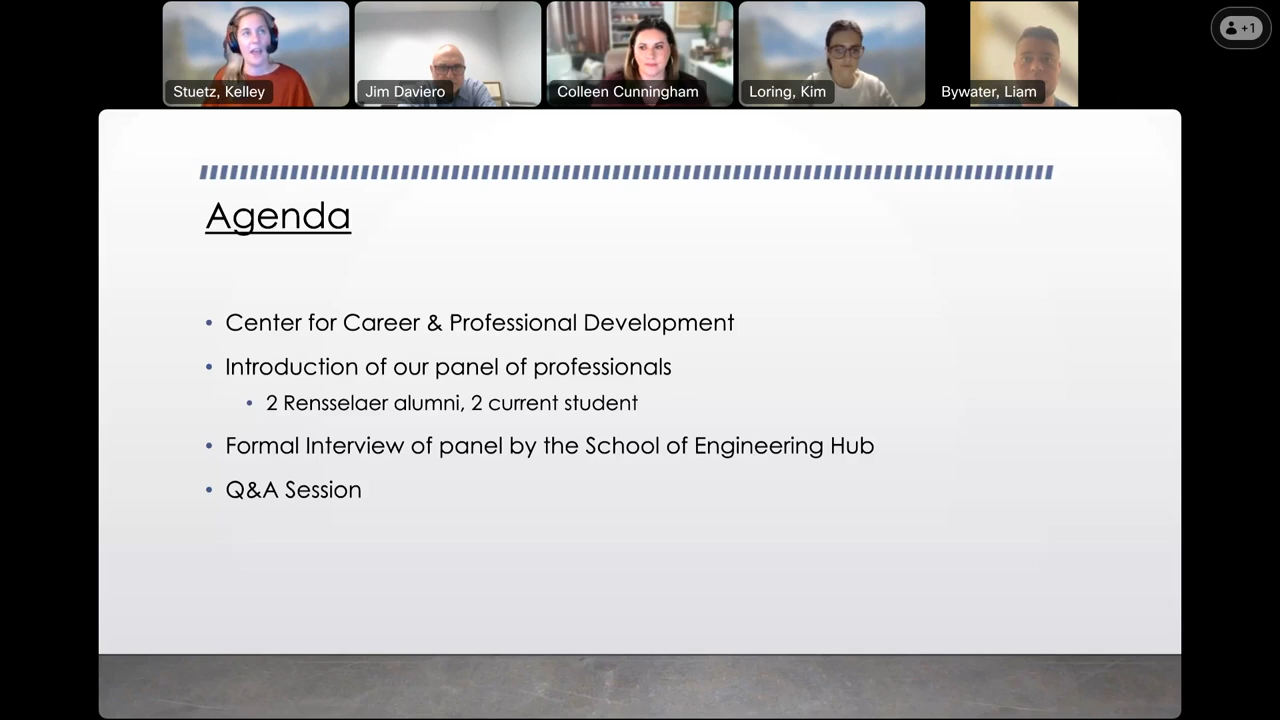 Stuetz, Kelley
Jim Daviero
Colleen Cunningham
Loring, Kim
Bywater, Liam
+1
Agenda
• Center for Career & Professional Development
• Introduction of our panel of professionals
• 2 Rensselaer alumni, 2 current student
• Formal Interview of panel by the School of Engineering Hub
• Q&A Session